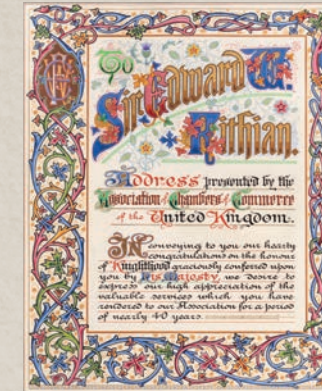 To
Sir Edward W.
Fithian.
Address presented by the
Association of Chambers of Commerce
of the United Kingdom.
In conveying to you our hearty
congratulations on the honour
of Knighthood graciously conferred upon
you by His Majesty, we desire to
express our high appreciation of the
valuable services which you have
rendered to our Association for a period
of nearly 40 years.